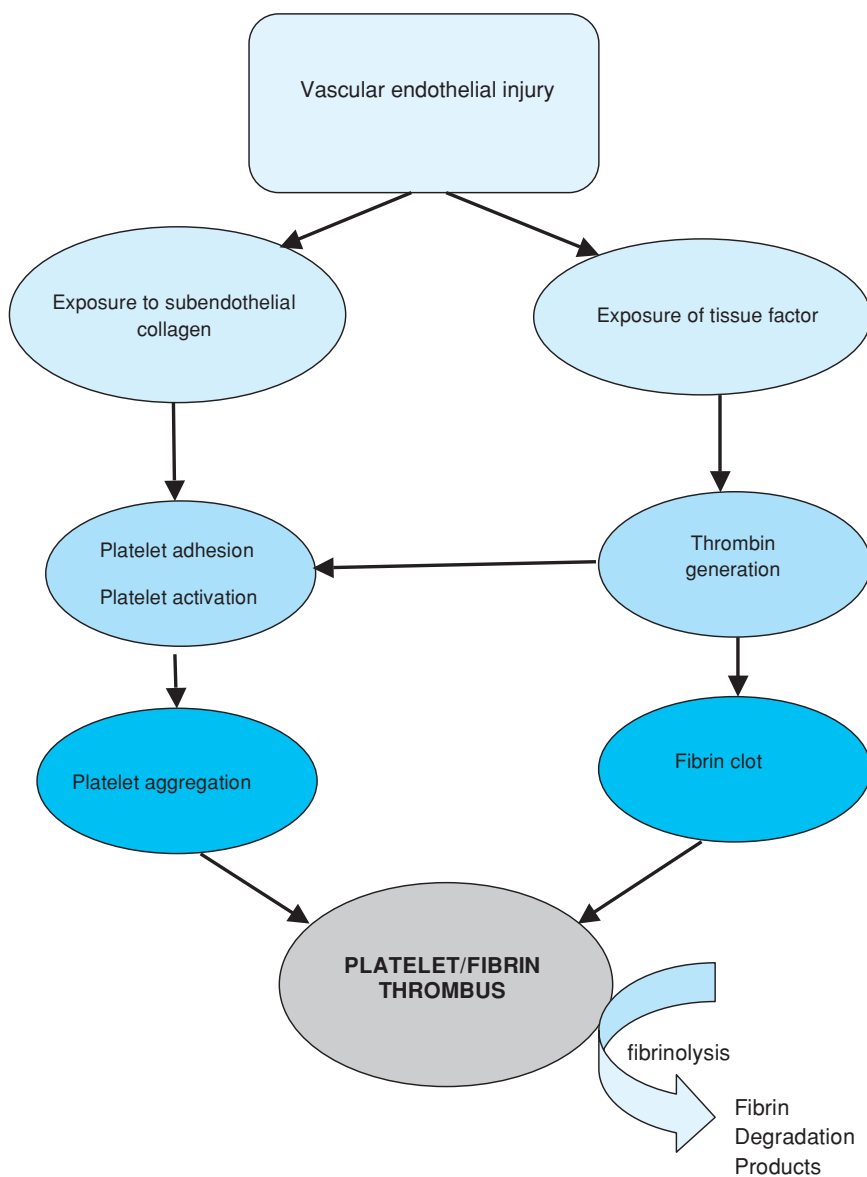 Vascular endothelial injury
Exposure to subendothelial
collagen
Exposure of tissue factor
Platelet adhesion
Platelet activation
Thrombin
generation
Platelet aggregation
Fibrin clot
PLATELET/FIBRIN
THROMBUS
fibrinolysis
Fibrin
Degradation
Products